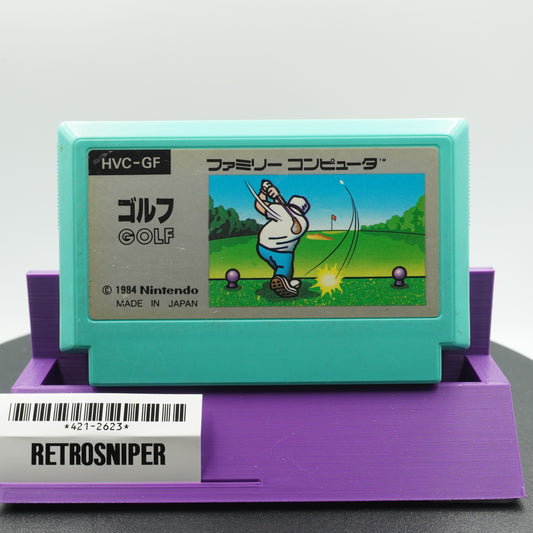 HVC-GF
ファミリー コンピュータ™
ゴルフ
GOLF
© 1984 Nintendo
MADE IN JAPAN
*421-2623*
RETROSNIPER